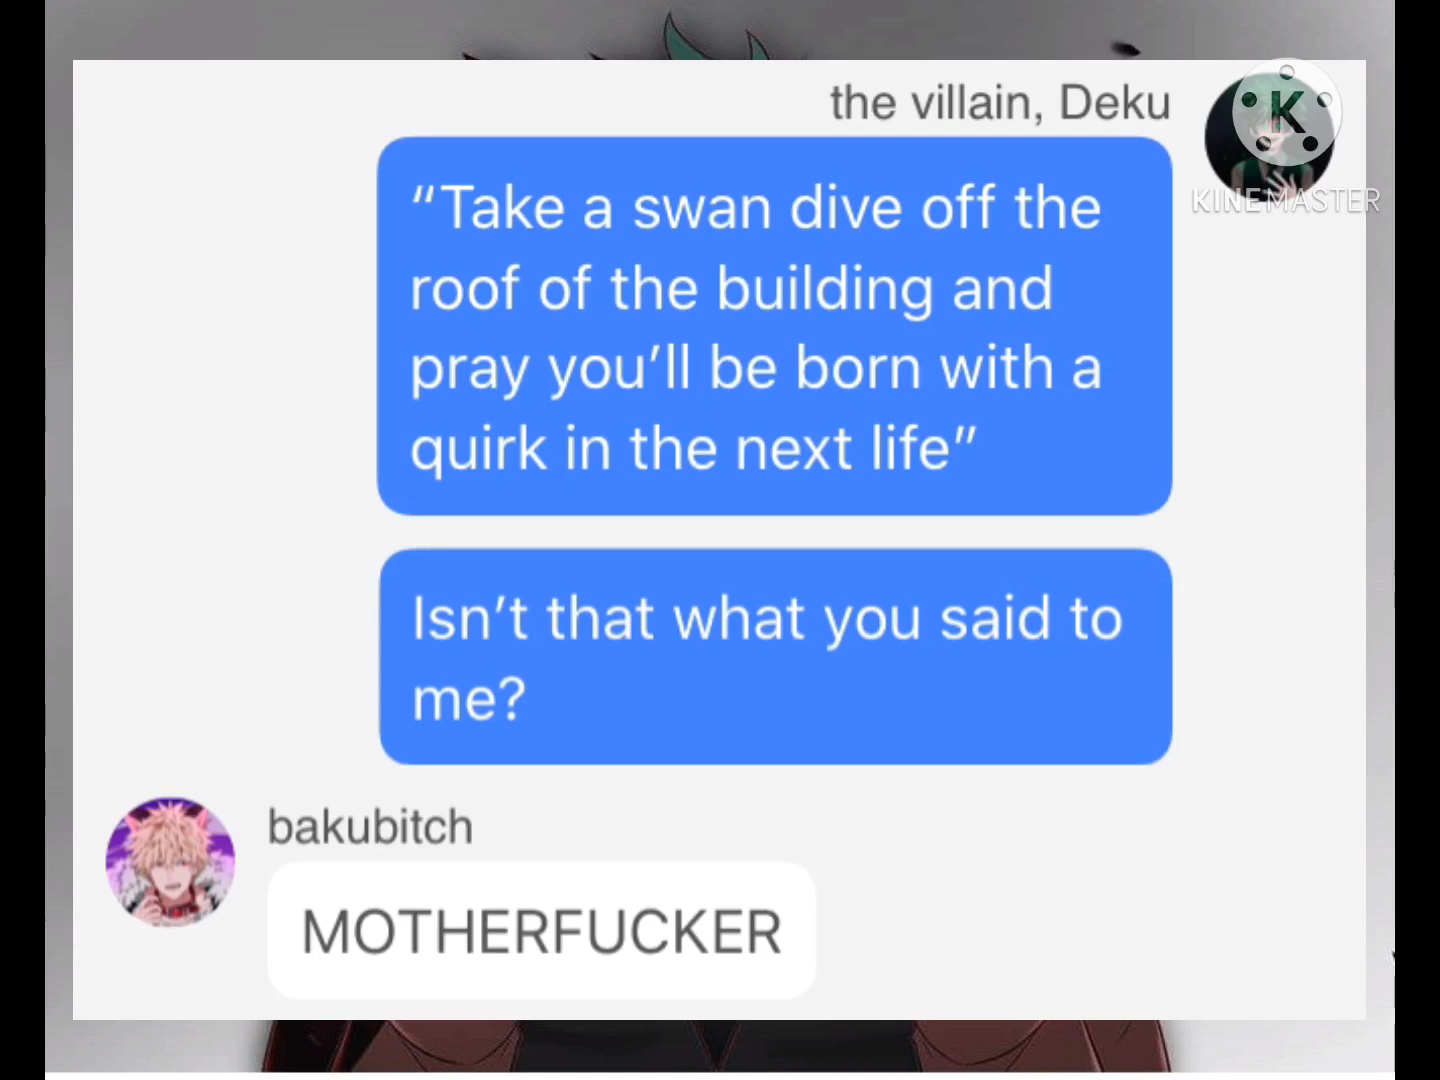 the villain, Deku
K
KINEMASTER
“Take a swan dive off the
roof of the building and
pray you’ll be born with a
quirk in the next life”
Isn’t that what you said to
me?
bakubitch
MOTHERFUCKER